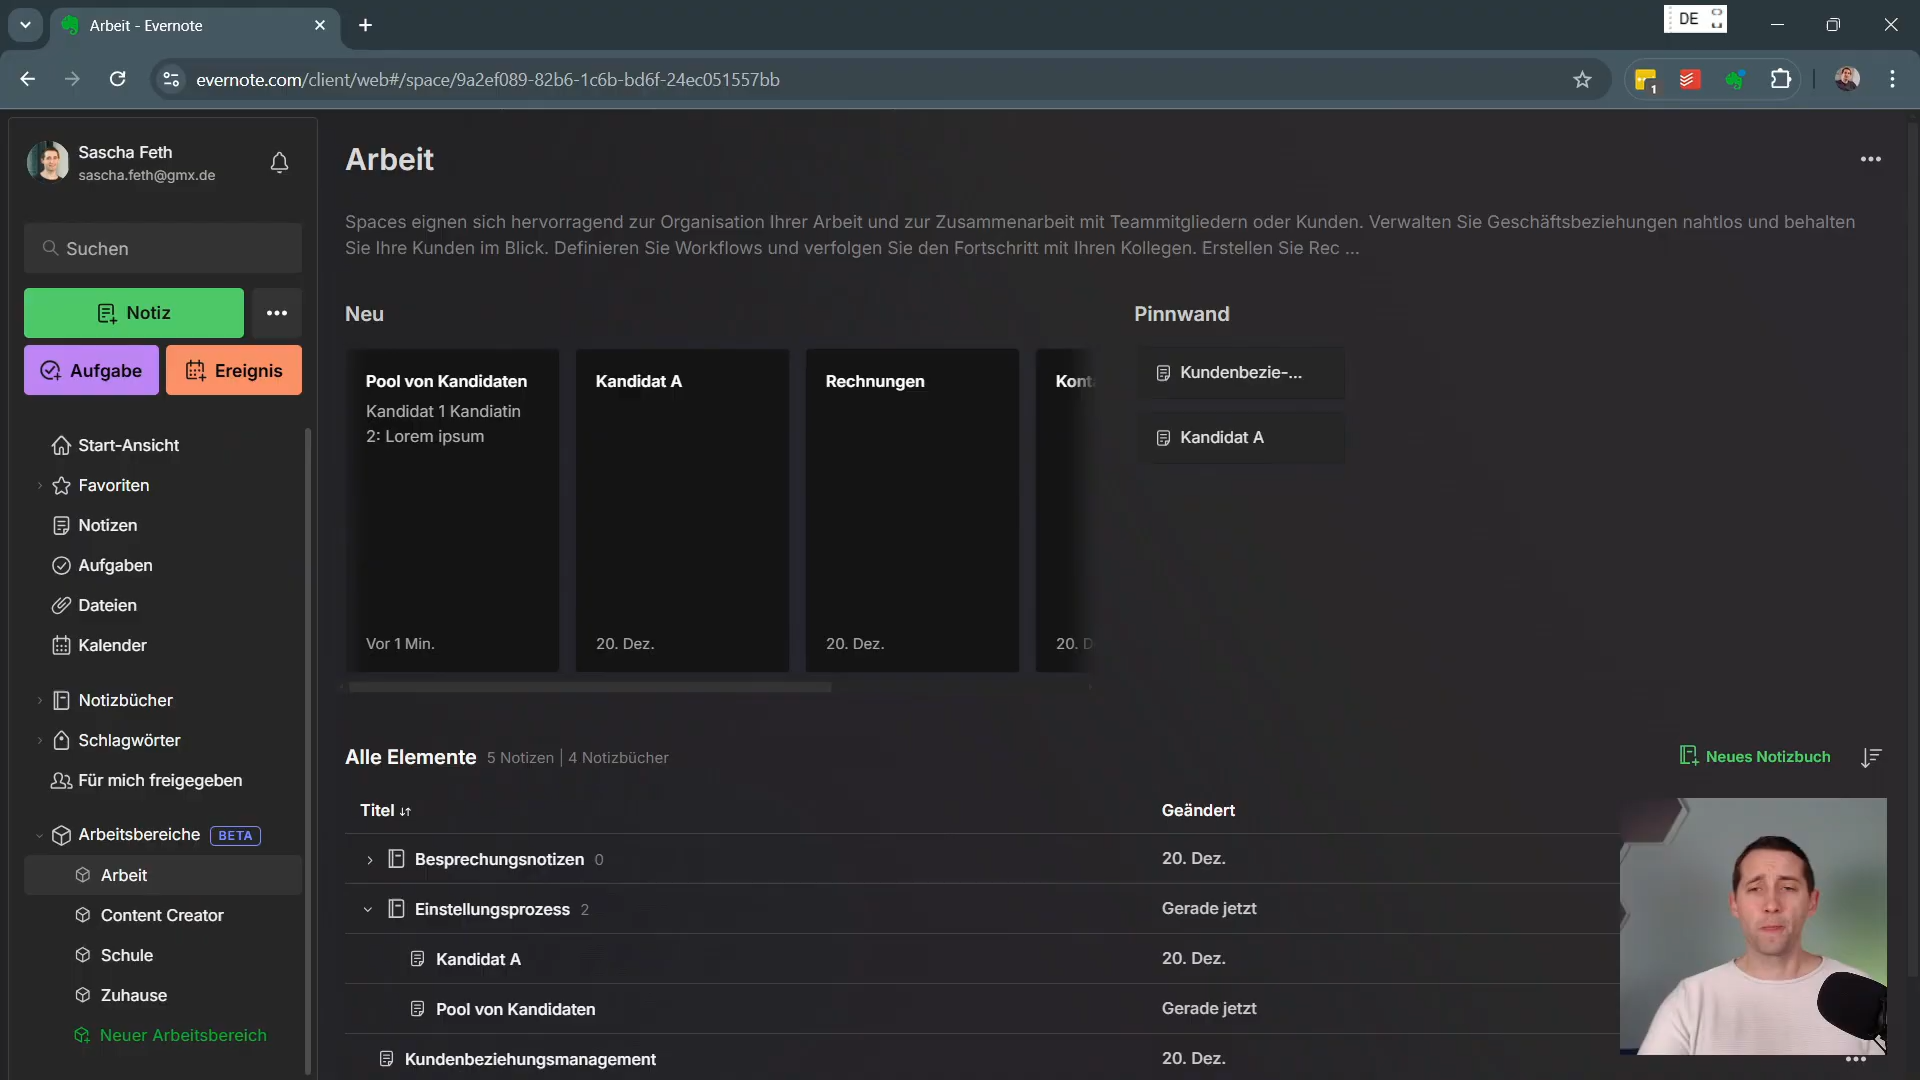 Arbeit - Evernote
DE
evernote.com/client/web#/space/9a2ef089-82b6-1c6b-bd6f-24ec051557bb
1
Sascha Feth
sascha.feth@gmx.de
Suchen
Notiz
Aufgabe
Ereignis
Start-Ansicht
Favoriten
Notizen
Aufgaben
Dateien
Kalender
Notizbücher
Schlagwörter
Für mich freigegeben
Arbeitsbereiche BETA
Arbeit
Content Creator
Schule
Zuhause
Neuer Arbeitsbereich
Arbeit
Spaces eignen sich hervorragend zur Organisation Ihrer Arbeit und zur Zusammenarbeit mit Teammitgliedern oder Kunden. Verwalten Sie Geschäftsbeziehungen nahtlos und behalten
Sie Ihre Kunden im Blick. Definieren Sie Workflows und verfolgen Sie den Fortschritt mit Ihren Kollegen. Erstellen Sie Rec ...
Neu
Pool von Kandidaten
Kandidat 1 Kandiatin
2: Lorem ipsum
Vor 1 Min.
Kandidat A
20. Dez.
Rechnungen
20. Dez.
Kont
20. D
Pinnwand
Kundenbezie-...
Kandidat A
Alle Elemente 5 Notizen | 4 Notizbücher
Neues Notizbuch
Titel
Geändert
Besprechungsnotizen 0
20. Dez.
Einstellungsprozess 2
Gerade jetzt
Kandidat A
20. Dez.
Pool von Kandidaten
Gerade jetzt
Kundenbeziehungsmanagement
20. Dez.